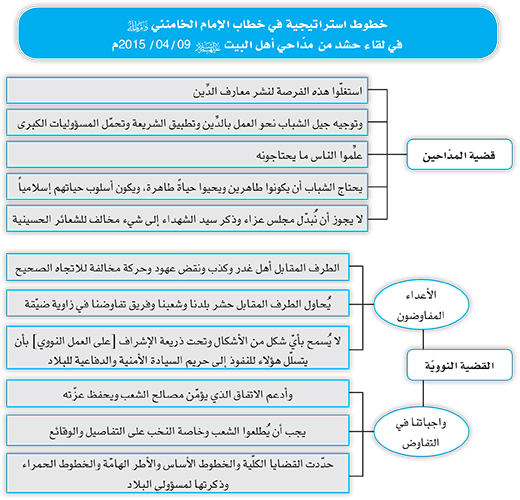 خطوط استراتيجية في خطاب الإمام الخامنئي
في لقاء حشد من مدّاحي أهل البيت 09/ 04/ 2015م
قضية المدّاحين
استغلّوا هذه الفرصة لنشر معارف الدِّين
وتوجيه جيل الشباب نحو العمل بالدِّين وتطبيق الشريعة وتحمّل المسؤوليات الكبرى
علِّموا الناس ما يحتاجونه
يحتاج الشباب أن يكونوا طاهرين ويحيوا حياةً طاهرة، ويكون أسلوب حياتهم إسلامياً
لا يجوز أن نُبدّل مجلس عزاء وذكر سيد الشهداء إلى شيء مخالف للشعائر الحسينية
القضية النوويّة
الأعداء
المفاوضون
الطرف المقابل أهل غدر وكذب ونقض عهود وحركة مخالفة للاتجاه الصحيح
يُحاول الطرف المقابل حشر بلدنا وشعبنا وفريق تفاوضنا في زاوية ضيّقة
لا يُسمح بأيّ شكل من الأشكال وتحت ذريعة الإشراف [على العمل النووي] بأن
يتسلّل هؤلاء للنفوذ إلى حريم السيادة الأمنية والدفاعية للبلاد
واجباتنا في
التفاوض
وأدعم الاتفاق الذي يؤمّن مصالح الشعب ويحفظ عزّته
يجب أن يُطلعوا الشعب وخاصة النخب على التفاصيل والوقائع
حدّدت القضايا الكلّية والخطوط الأساس والأطر الهامّة والخطوط الحمراء
وذكرتها لمسؤولي البلاد